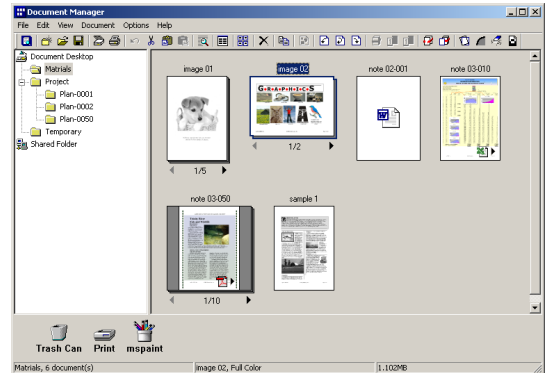 Document Manager
File Edit View Document Options Help
Document Desktop
Matrials
Project
Plan-0001
Plan-0002
Plan-0050
Temporary
Shared Folder
image 01
image 02
note 02-001
note 03-010
G•R•A•P•H•I•C•S
1/5
1/2
note 03-050
sample 1
1/10
Trash Can Print mspaint
Matrials, 6 document(s)
image 02, Full Color
1.102MB